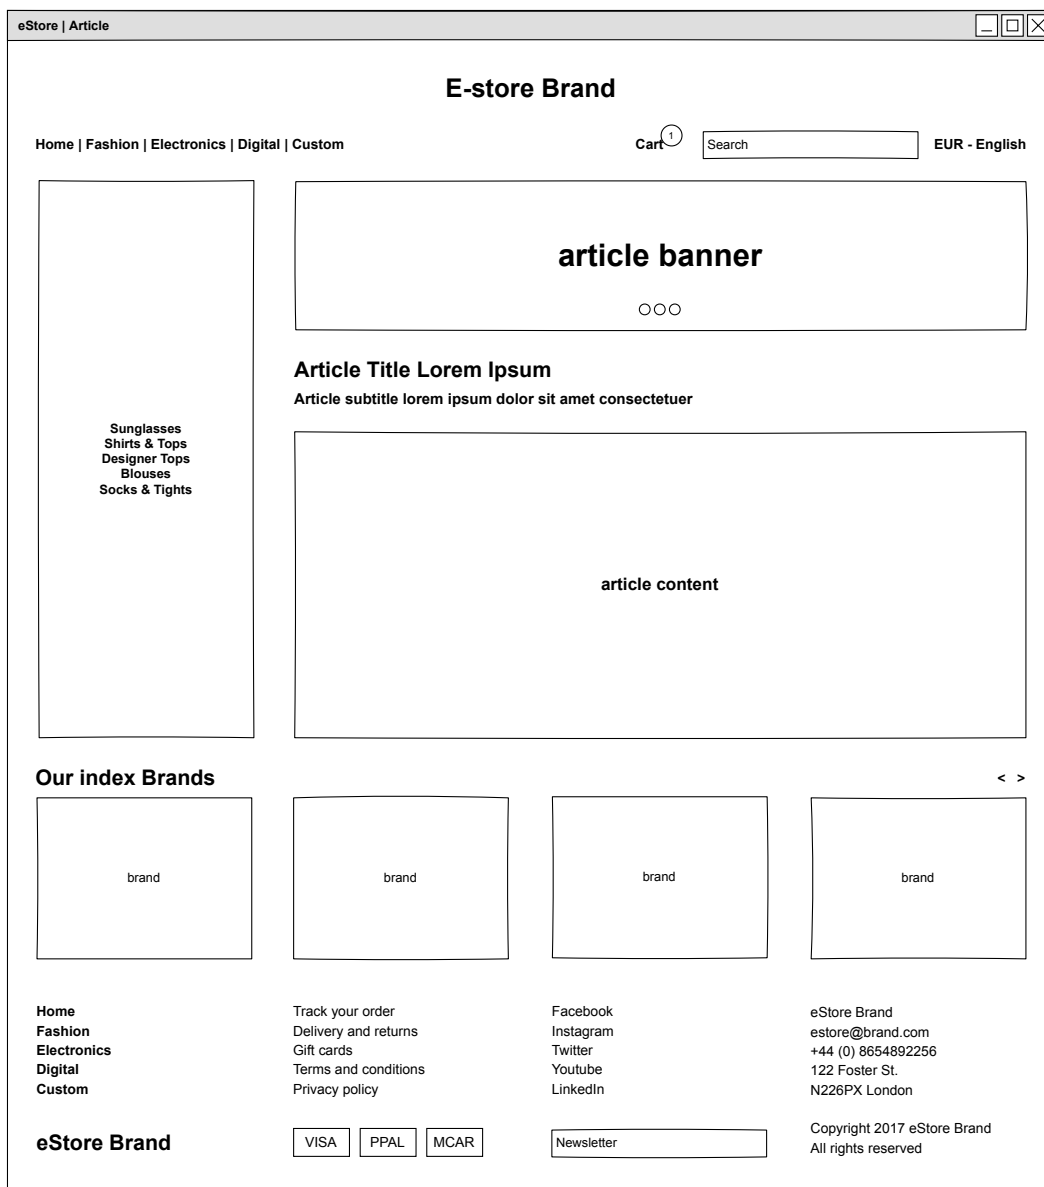 eStore | Article
E-store Brand
Home | Fashion | Electronics | Digital | Custom
Cart 1
Search
EUR - English
article banner
Article Title Lorem Ipsum
Article subtitle lorem ipsum dolor sit amet consectetuer
Sunglasses
Shirts & Tops
Designer Tops
Blouses
Socks & Tights
article content
Our index Brands
< >
brand
brand
brand
brand
Home
Fashion
Electronics
Digital
Custom
Track your order
Delivery and returns
Gift cards
Terms and conditions
Privacy policy
Facebook
Instagram
Twitter
Youtube
LinkedIn
eStore Brand
estore@brand.com
+44 (0) 8654892256
122 Foster St.
N226PX London
eStore Brand
VISA
PPAL
MCAR
Newsletter
Copyright 2017 eStore Brand
All rights reserved